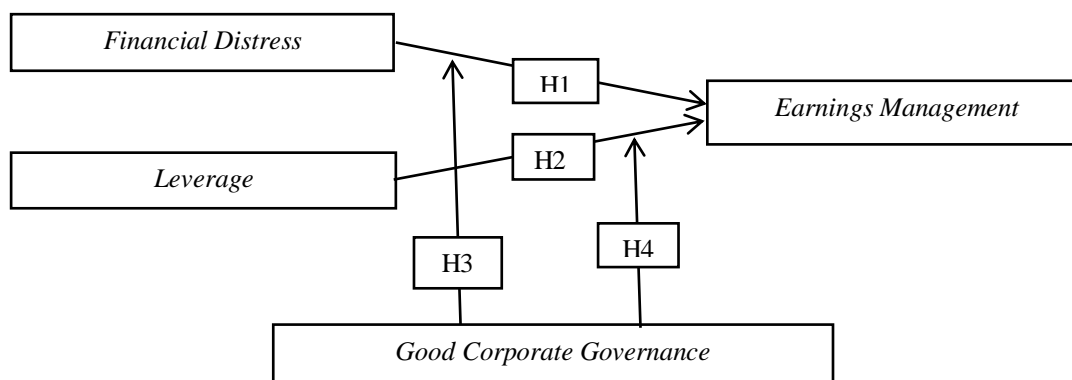 Financial Distress
H1
Earnings Management
H2
Leverage
H3
H4
Good Corporate Governance